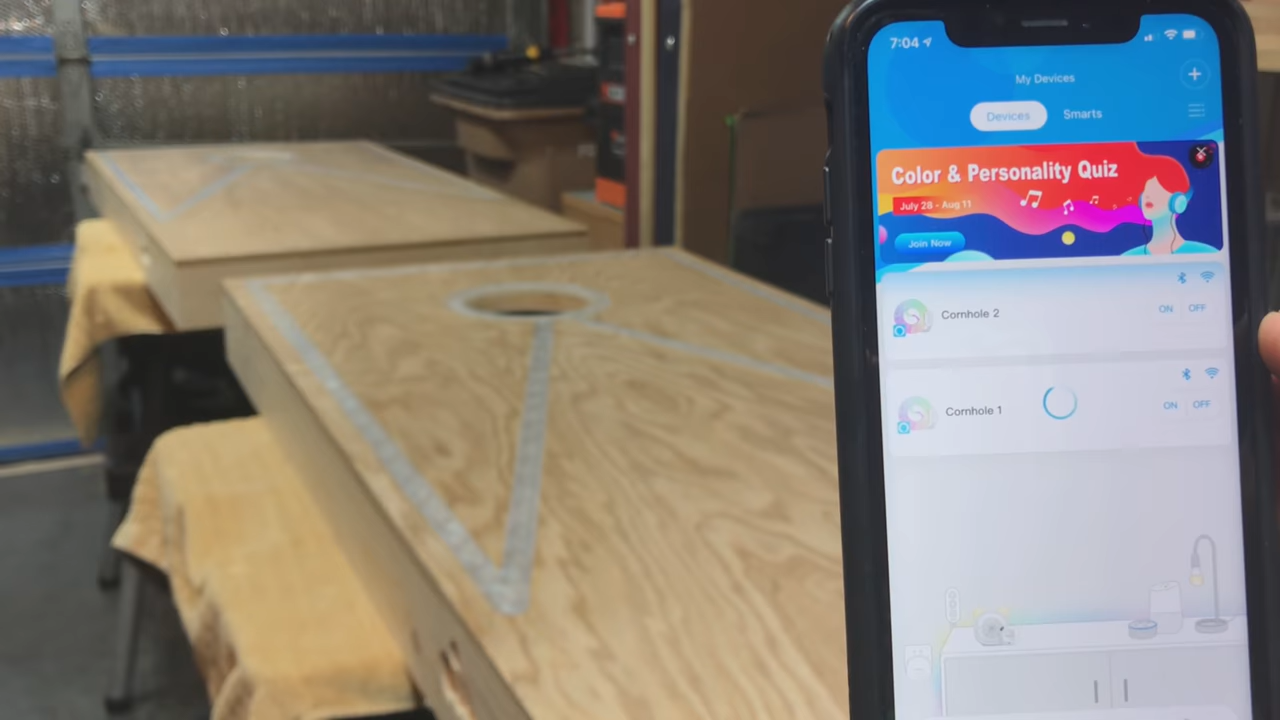 7:04
My Devices
Devices
Smarts
Color & Personality Quiz
July 28 - Aug 11
Join Now
Cornhole 2
ON
OFF
Cornhole 1
ON
OFF